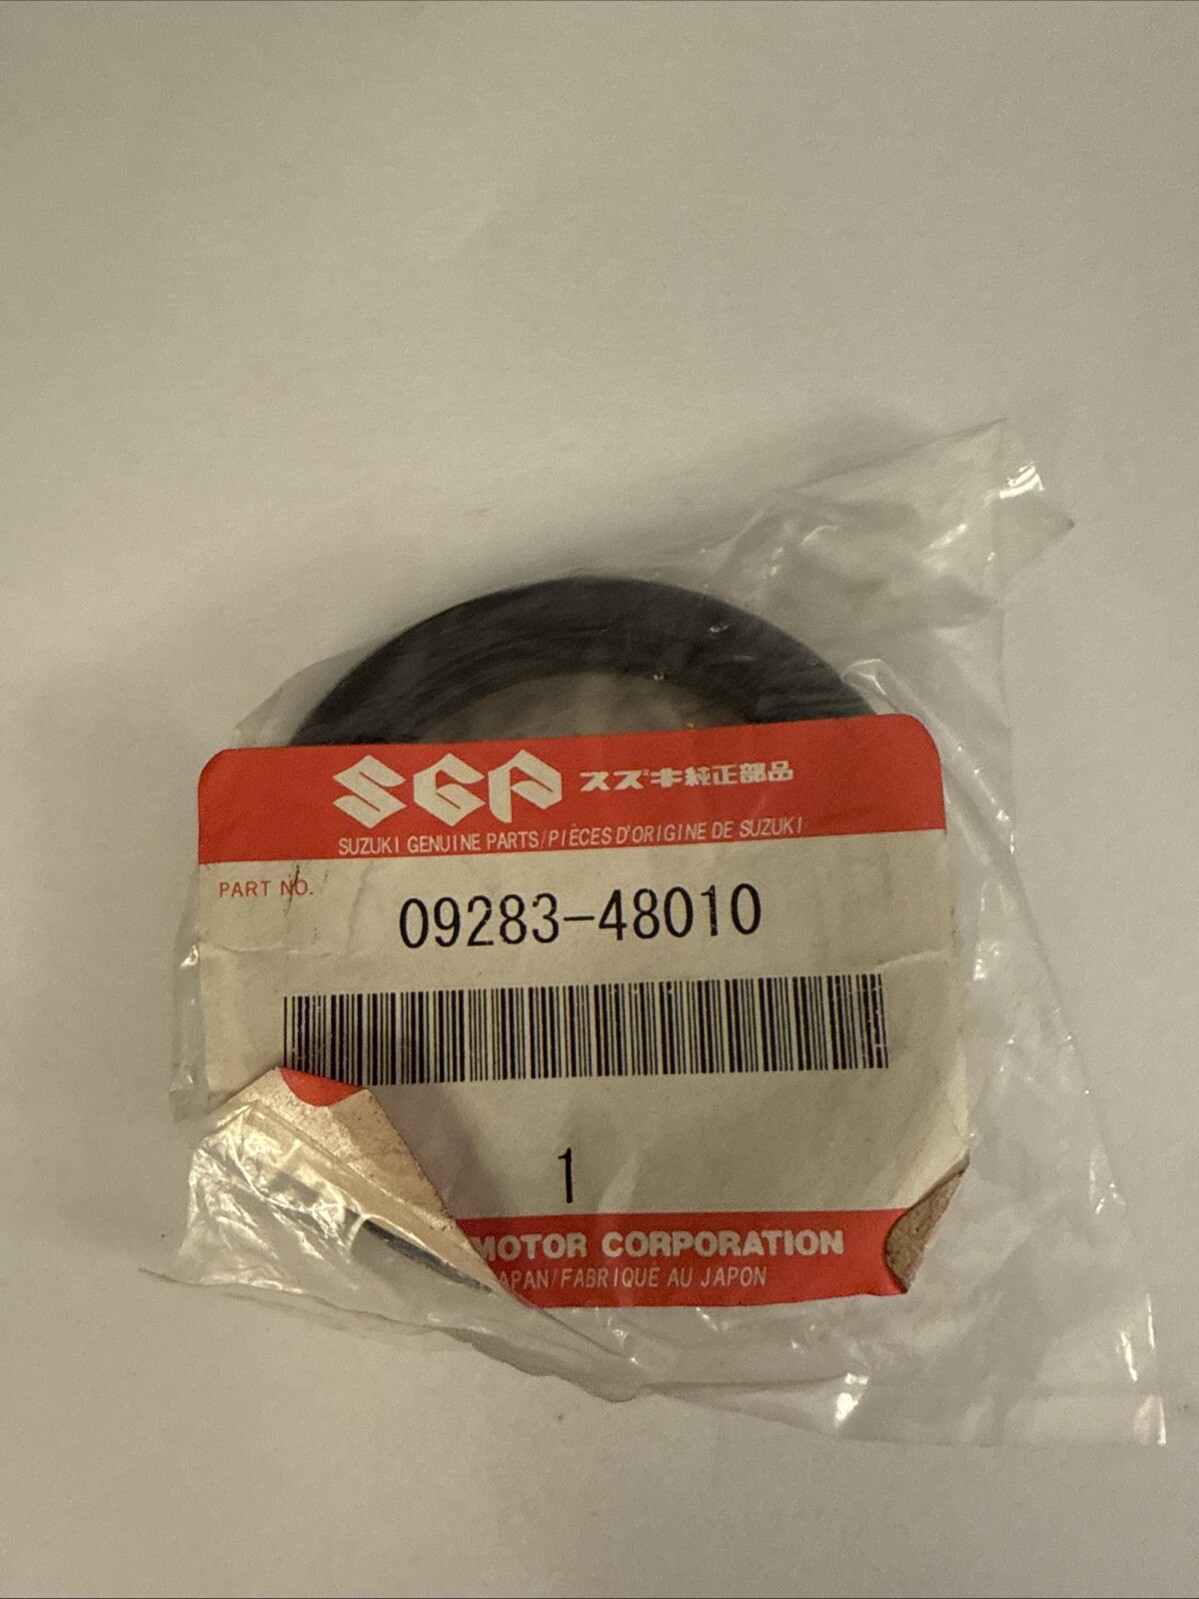 SGP スズキ純正部品
SUZUKI GENUINE PARTS/PIÈCES D'ORIGINE DE SUZUKI
PART NO.
09283-48010
1
MOTOR CORPORATION
APAN/FABRIQUE AU JAPON